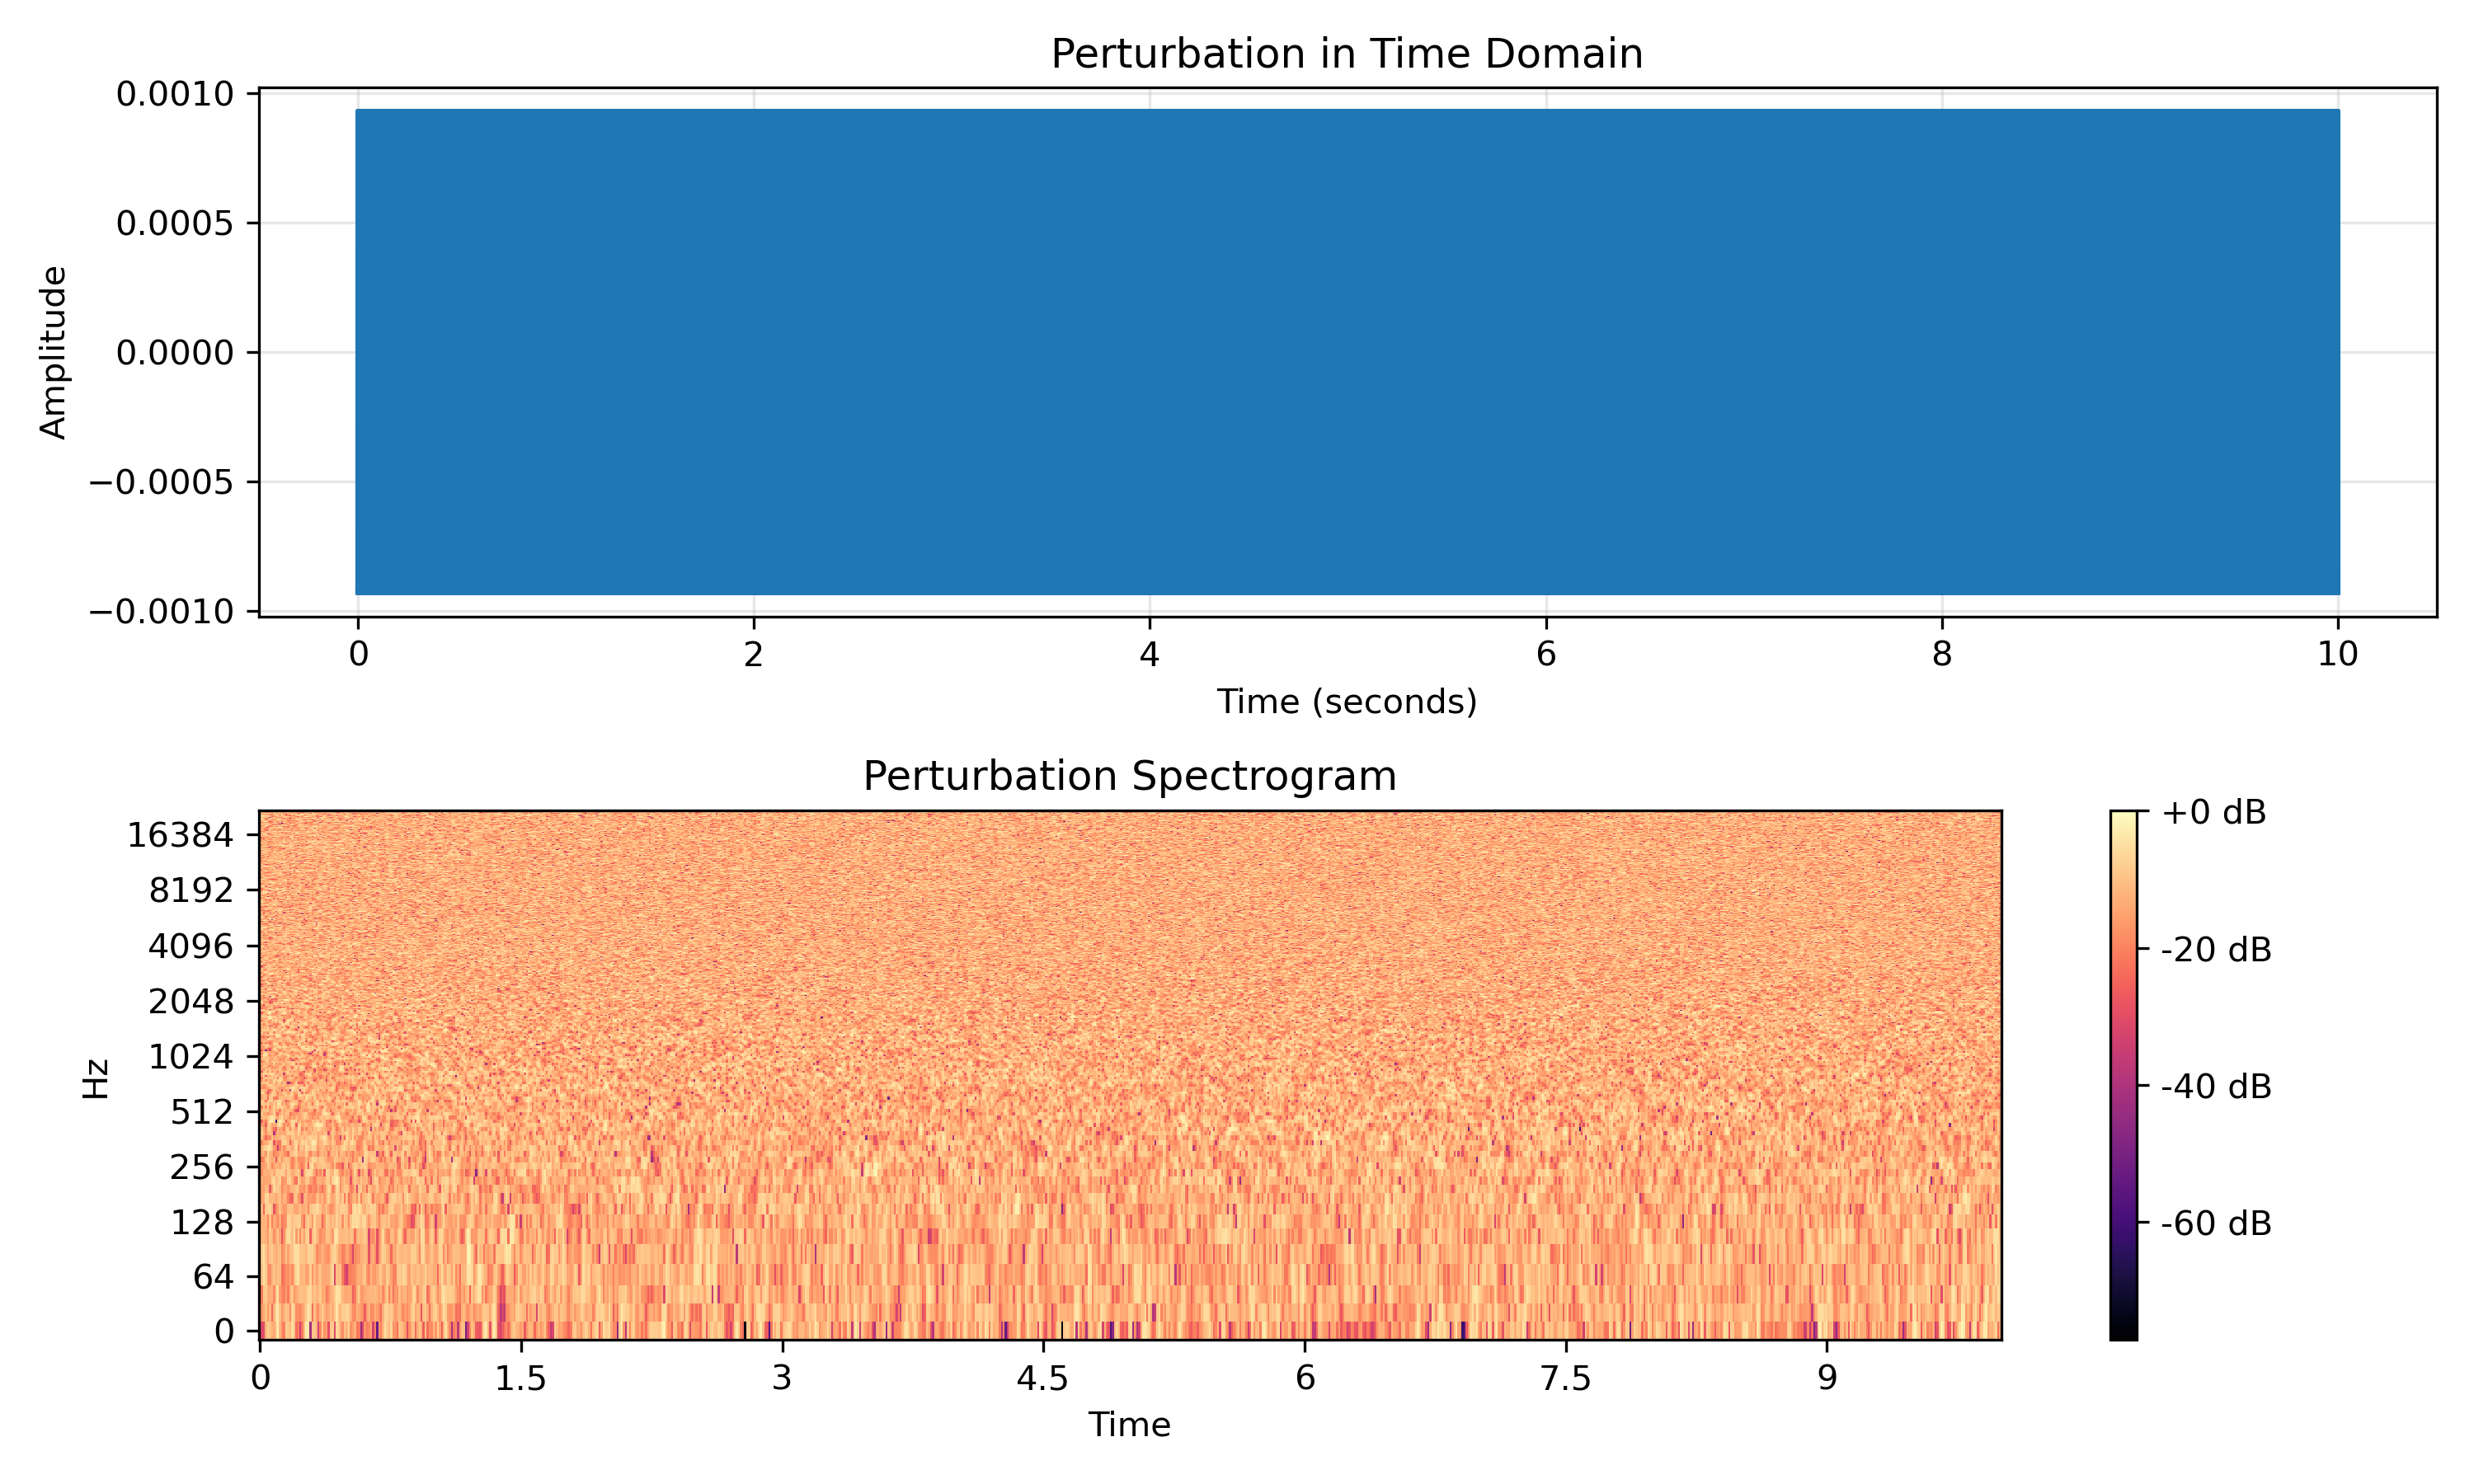 Perturbation in Time Domain
0.0010
0.0005
0.0000
−0.0005
−0.0010
Amplitude
0 2 4 6 8 10
Time (seconds)
Perturbation Spectrogram
16384
8192
4096
2048
1024
512
256
128
64
0
Hz
0 1.5 3 4.5 6 7.5 9
Time
+0 dB
-20 dB
-40 dB
-60 dB